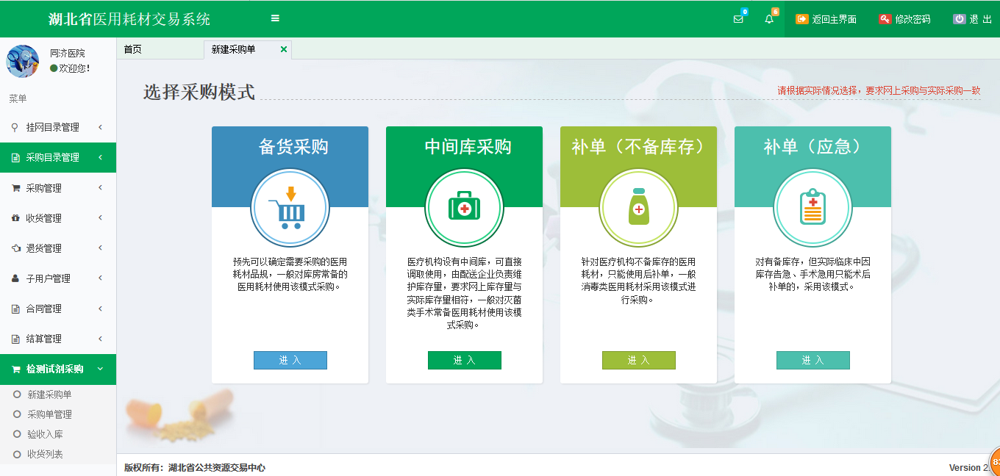 湖北省医用耗材交易系统
0
6
返回主界面
修改密码
退 出
同济医院
欢迎您!
菜单
挂网目录管理
采购目录管理
采购管理
收货管理
退货管理
子用户管理
合同管理
结算管理
检测试剂采购
新建采购单
采购单管理
验收入库
收货列表
首页
新建采购单
选择采购模式
请根据实际情况选择，要求网上采购与实际采购一致
备货采购
预先可以确定需要采购的医用
耗材品规，一般对库房常备的
医用耗材使用该模式采购。
进 入
中间库采购
医疗机构设有中间库，可直接
调取使用，由配送企业负责维
护库存量，要求网上库存量与
实际库存量相符，一般对灭菌
类手术常备医用耗材使用该模
式采购。
进 入
补单（不备库存）
针对医疗机构不备库存的医用
耗材，只能使用后补单，一般
消毒类医用耗材采用该模式进
行采购。
进 入
补单（应急）
对有备库存，但实际临床中因
库存告急、手术急用只能术后
补单的，采用该模式。
进 入
版权所有：湖北省公共资源交易中心
Version 2.